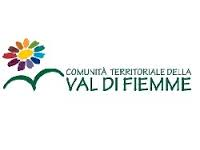 COMUNITÀ TERRITORIALE DELLA
VAL DI FIEMME